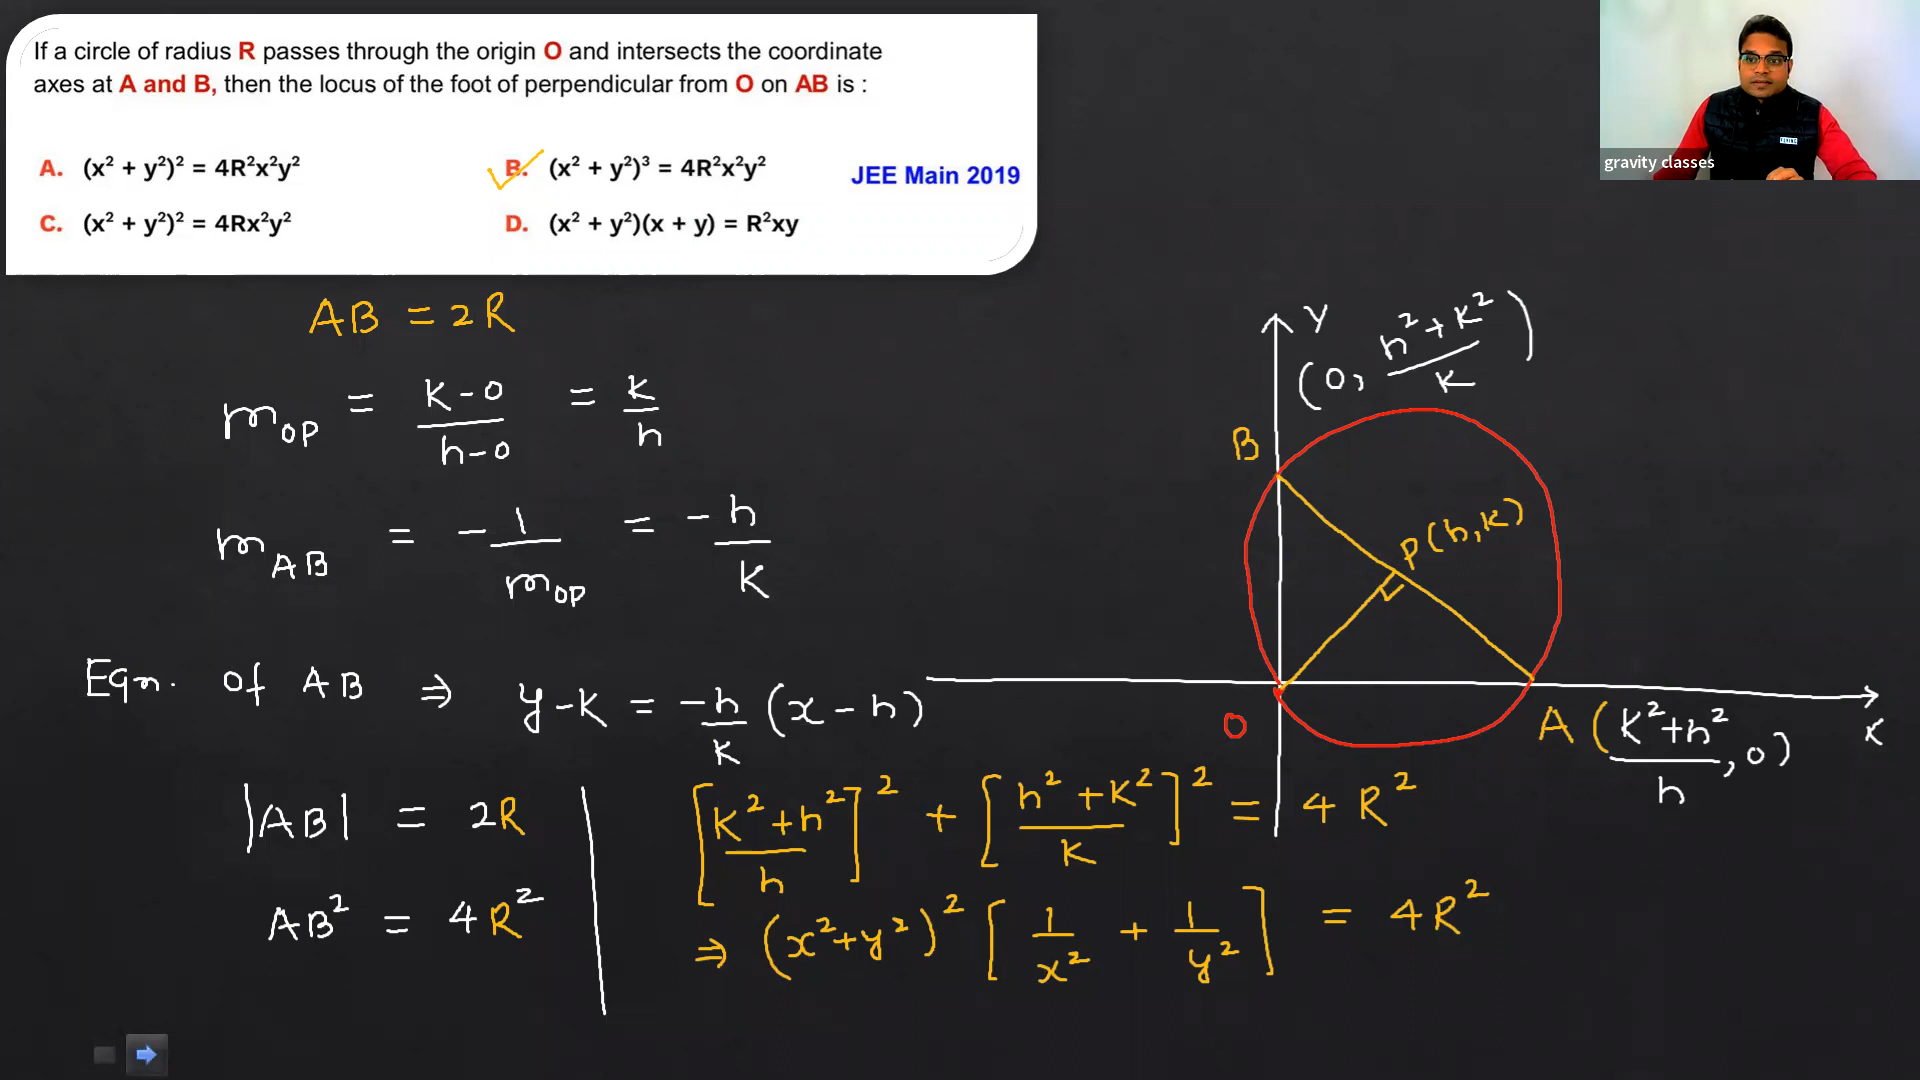 If a circle of radius R passes through the origin O and intersects the coordinate
axes at A and B, then the locus of the foot of perpendicular from O on AB is :
A. (x² + y²)² = 4R²x²y²
B. (x² + y²)³ = 4R²x²y²
JEE Main 2019
C. (x² + y²)² = 4Rx²y²
D. (x² + y²)(x + y) = R²xy
gravity classes
AB = 2R
m_OP = (k-0)/(h-0) = k/h
m_AB = -1/m_OP = -h/k
Eqn. of AB ⇒ y-k = -h/k (x-h)
|AB| = 2R
AB² = 4R²
[(k²+h²)/h]² + [(h²+k²)/k]² = 4R²
⇒ (x²+y²)² [1/x² + 1/y²] = 4R²
Y
(0, (h²+k²)/k)
B
P(h,k)
O
A ((k²+h²)/h, 0)
X